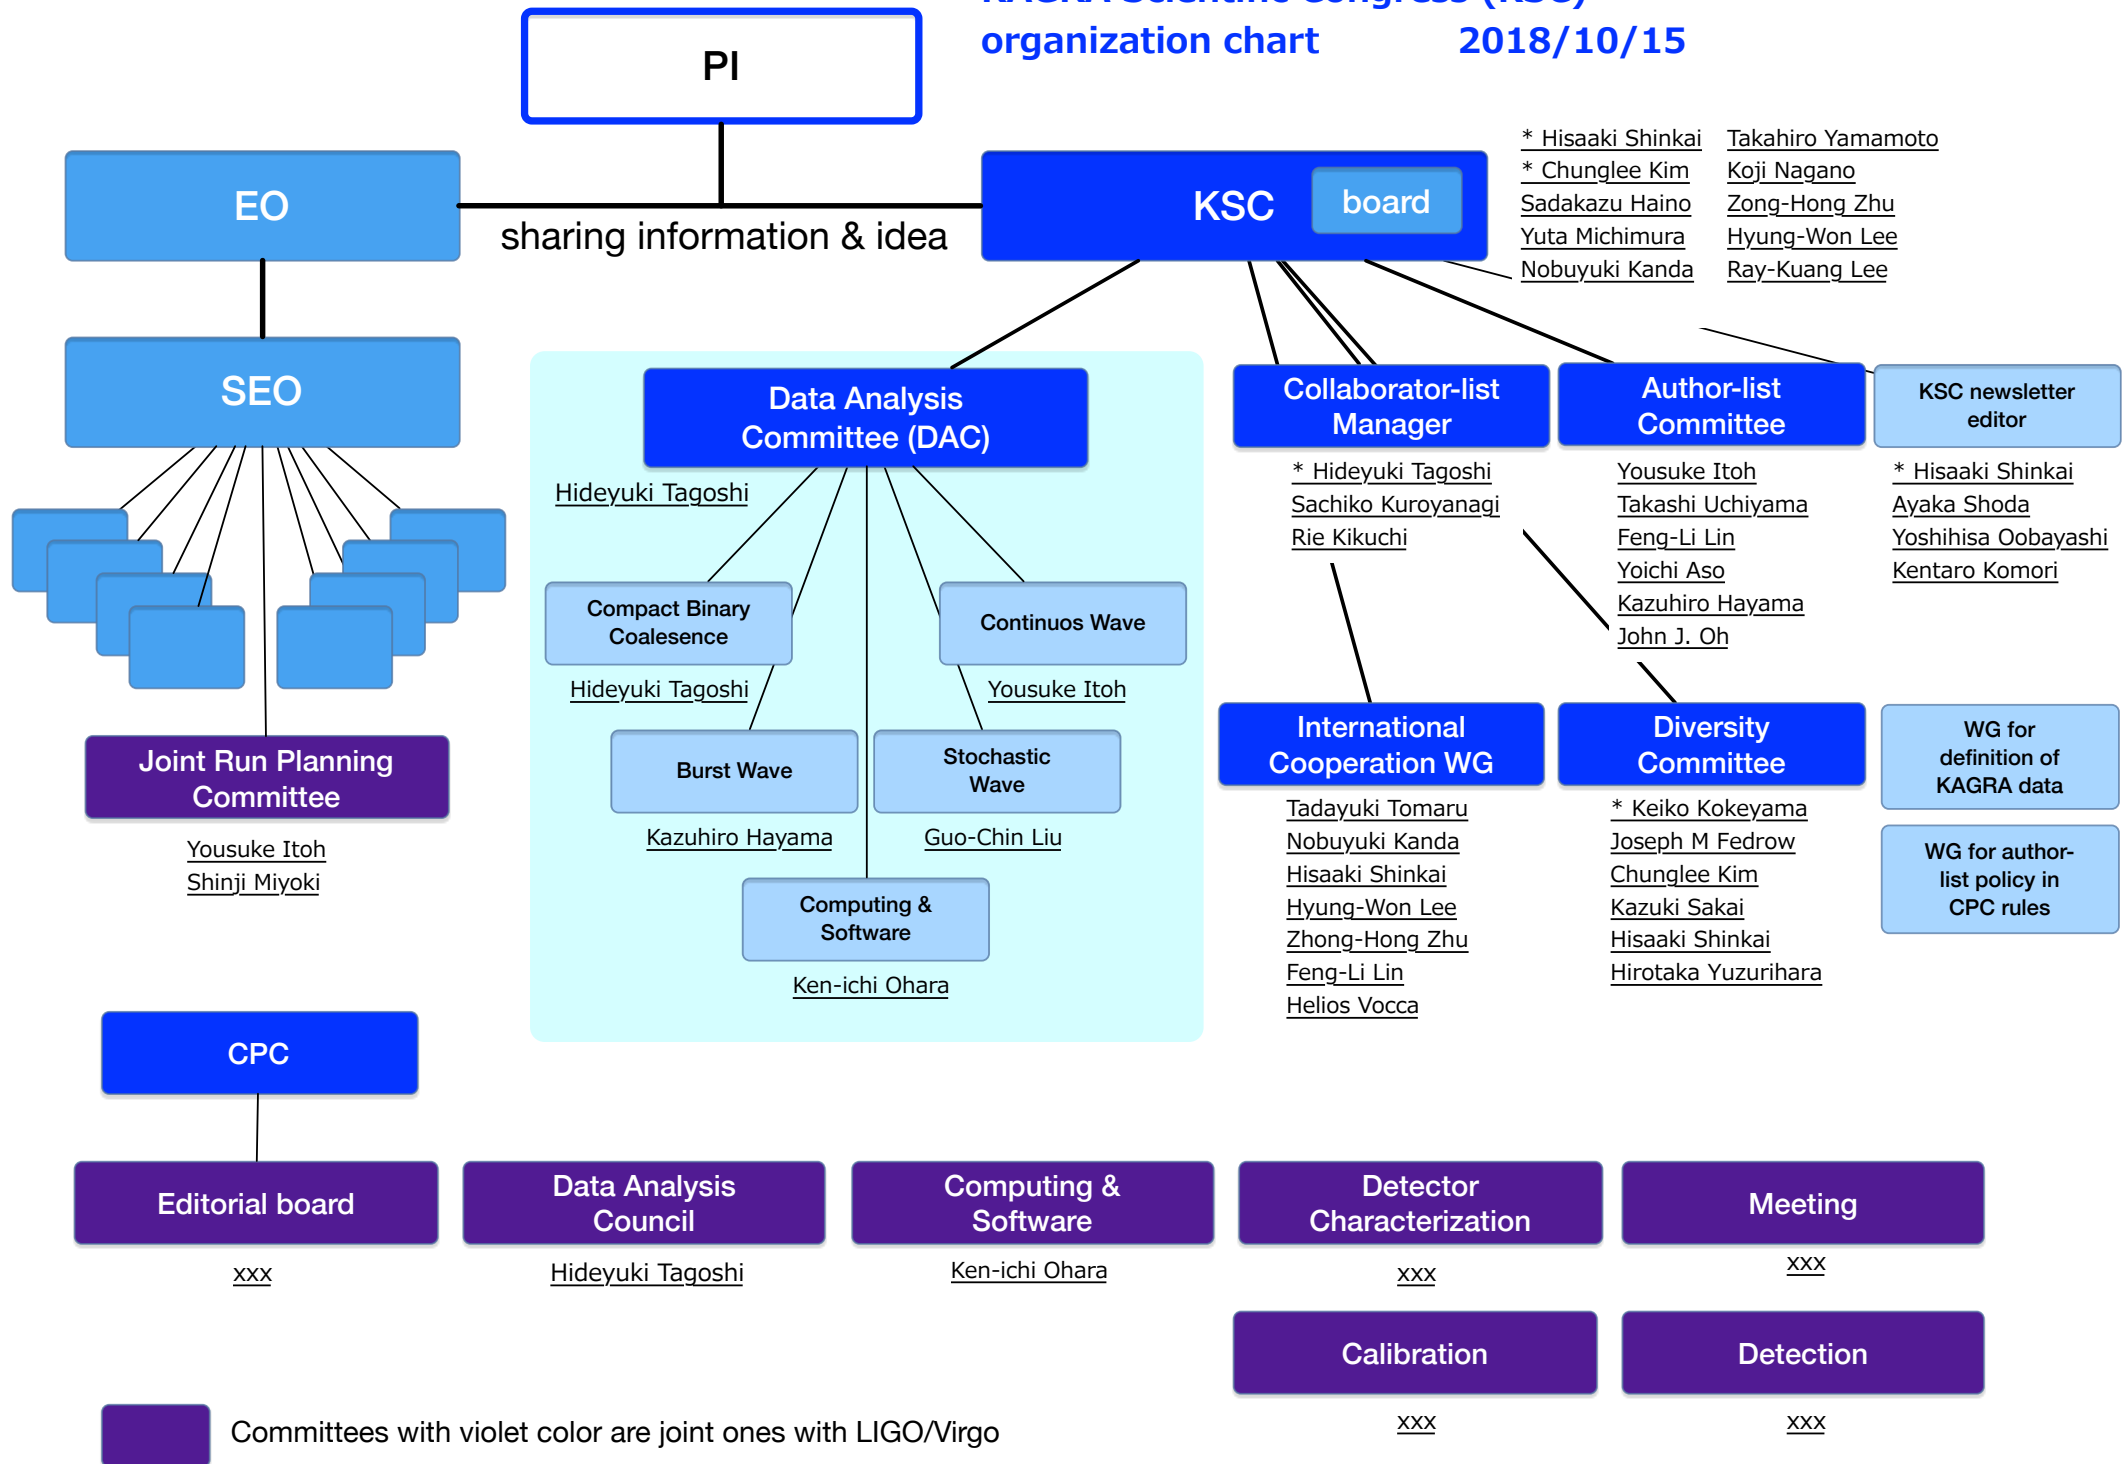 KAGRA Scientific Congress (KSC)
organization chart 2018/10/15
PI
EO
sharing information & idea
KSC
board
* Hisaaki Shinkai
* Chunglee Kim
Sadakazu Haino
Yuta Michimura
Nobuyuki Kanda
Takahiro Yamamoto
Koji Nagano
Zong-Hong Zhu
Hyung-Won Lee
Ray-Kuang Lee
SEO
Joint Run Planning
Committee
Yousuke Itoh
Shinji Miyoki
Data Analysis
Committee (DAC)
Hideyuki Tagoshi
Compact Binary
Coalesence
Hideyuki Tagoshi
Continuos Wave
Yousuke Itoh
Burst Wave
Kazuhiro Hayama
Stochastic
Wave
Guo-Chin Liu
Computing &
Software
Ken-ichi Ohara
Collaborator-list
Manager
* Hideyuki Tagoshi
Sachiko Kuroyanagi
Rie Kikuchi
Author-list
Committee
Yousuke Itoh
Takashi Uchiyama
Feng-Li Lin
Yoichi Aso
Kazuhiro Hayama
John J. Oh
KSC newsletter
editor
* Hisaaki Shinkai
Ayaka Shoda
Yoshihisa Oobayashi
Kentaro Komori
International
Cooperation WG
Tadayuki Tomaru
Nobuyuki Kanda
Hisaaki Shinkai
Hyung-Won Lee
Zhong-Hong Zhu
Feng-Li Lin
Helios Vocca
Diversity
Committee
* Keiko Kokeyama
Joseph M Fedrow
Chunglee Kim
Kazuki Sakai
Hisaaki Shinkai
Hirotaka Yuzurihara
WG for
definition of
KAGRA data
WG for author-
list policy in
CPC rules
CPC
Editorial board
xxx
Data Analysis
Council
Hideyuki Tagoshi
Computing &
Software
Ken-ichi Ohara
Detector
Characterization
xxx
Meeting
xxx
Calibration
xxx
Detection
xxx
Committees with violet color are joint ones with LIGO/Virgo